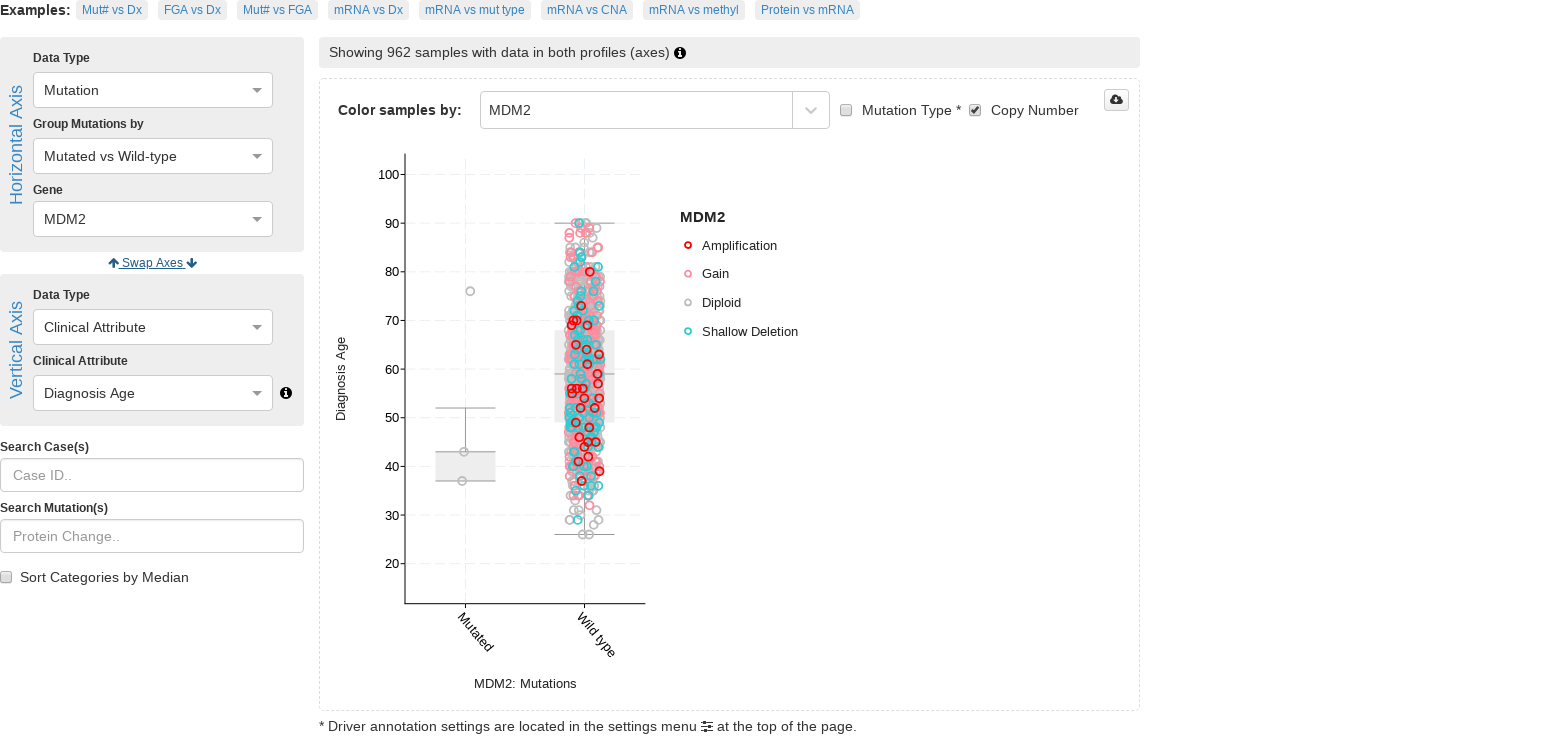 Examples: Mut# vs Dx FGA vs Dx Mut# vs FGA mRNA vs Dx mRNA vs mut type mRNA vs CNA mRNA vs methyl Protein vs mRNA
Horizontal Axis
Data Type
Mutation
Group Mutations by
Mutated vs Wild-type
Gene
MDM2
Swap Axes
Vertical Axis
Data Type
Clinical Attribute
Clinical Attribute
Diagnosis Age
Search Case(s)
Case ID..
Search Mutation(s)
Protein Change..
Sort Categories by Median
Showing 962 samples with data in both profiles (axes)
Color samples by: MDM2 Mutation Type * Copy Number
Diagnosis Age
100
90
80
70
60
50
40
30
20
Mutated
Wild type
MDM2: Mutations
MDM2
Amplification
Gain
Diploid
Shallow Deletion
* Driver annotation settings are located in the settings menu at the top of the page.